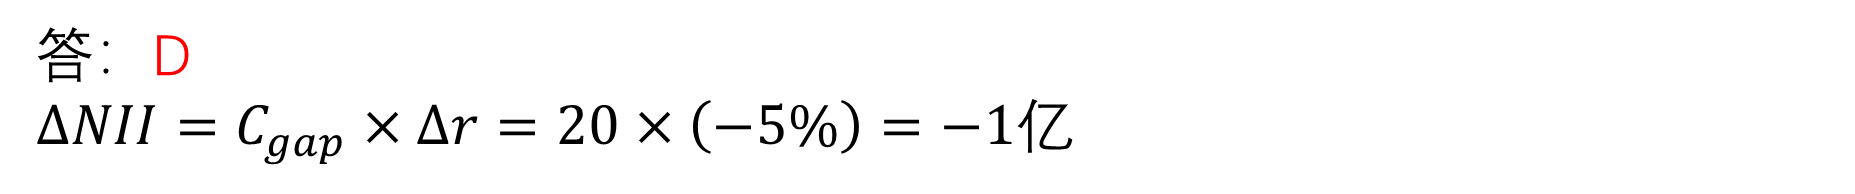 答：D
ΔNII = C_gap × Δr = 20 × (−5%) = −1亿